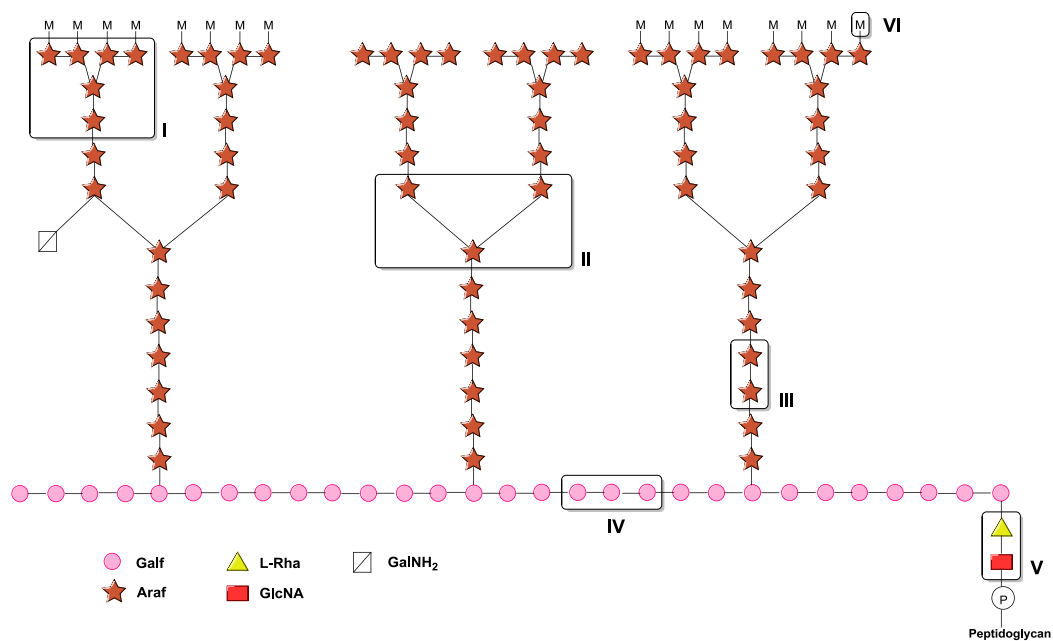 M M M M M M M M M M M M M M M M VI
I
II
III
IV
V
P
Peptidoglycan
Galf L-Rha GalNH2
Araf GlcNA